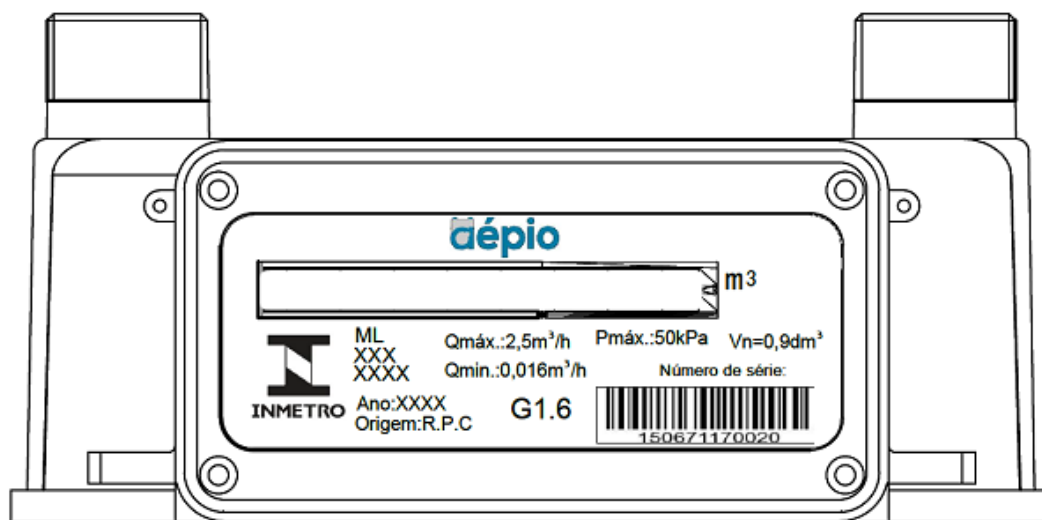 aépio
m³
ML
XXX
XXXX
Qmáx.:2,5m³/h Pmáx.:50kPa Vn=0,9dm³
Qmin.:0,016m³/h
Número de série:
INMETRO
Ano:XXXX
Origem:R.P.C
G1.6
150671170020